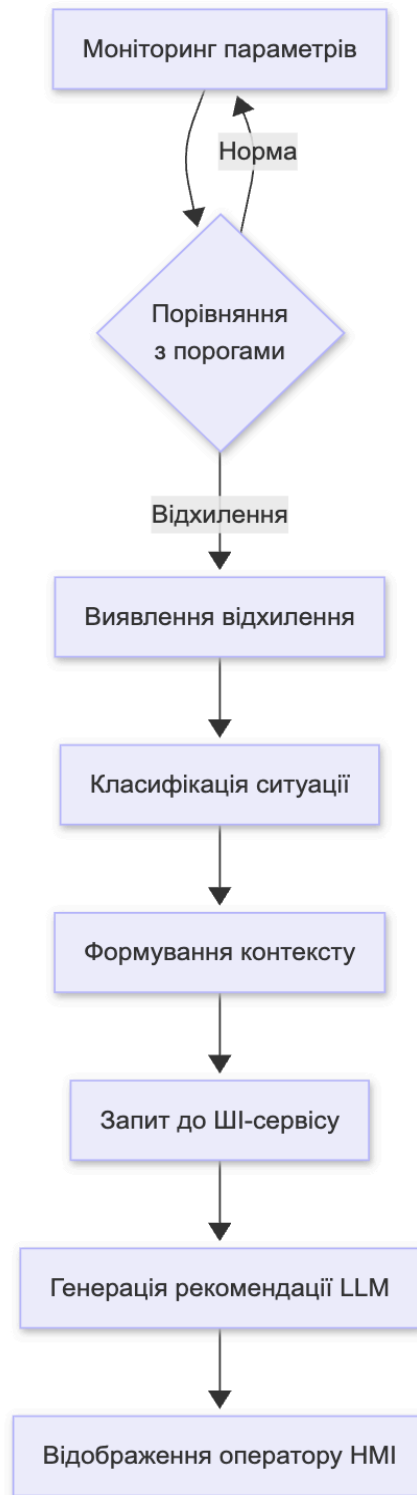 Моніторинг параметрів
Норма
Порівняння
з порогами
Відхилення
Виявлення відхилення
Класифікація ситуації
Формування контексту
Запит до ШІ-сервісу
Генерація рекомендації LLM
Відображення оператору HMI